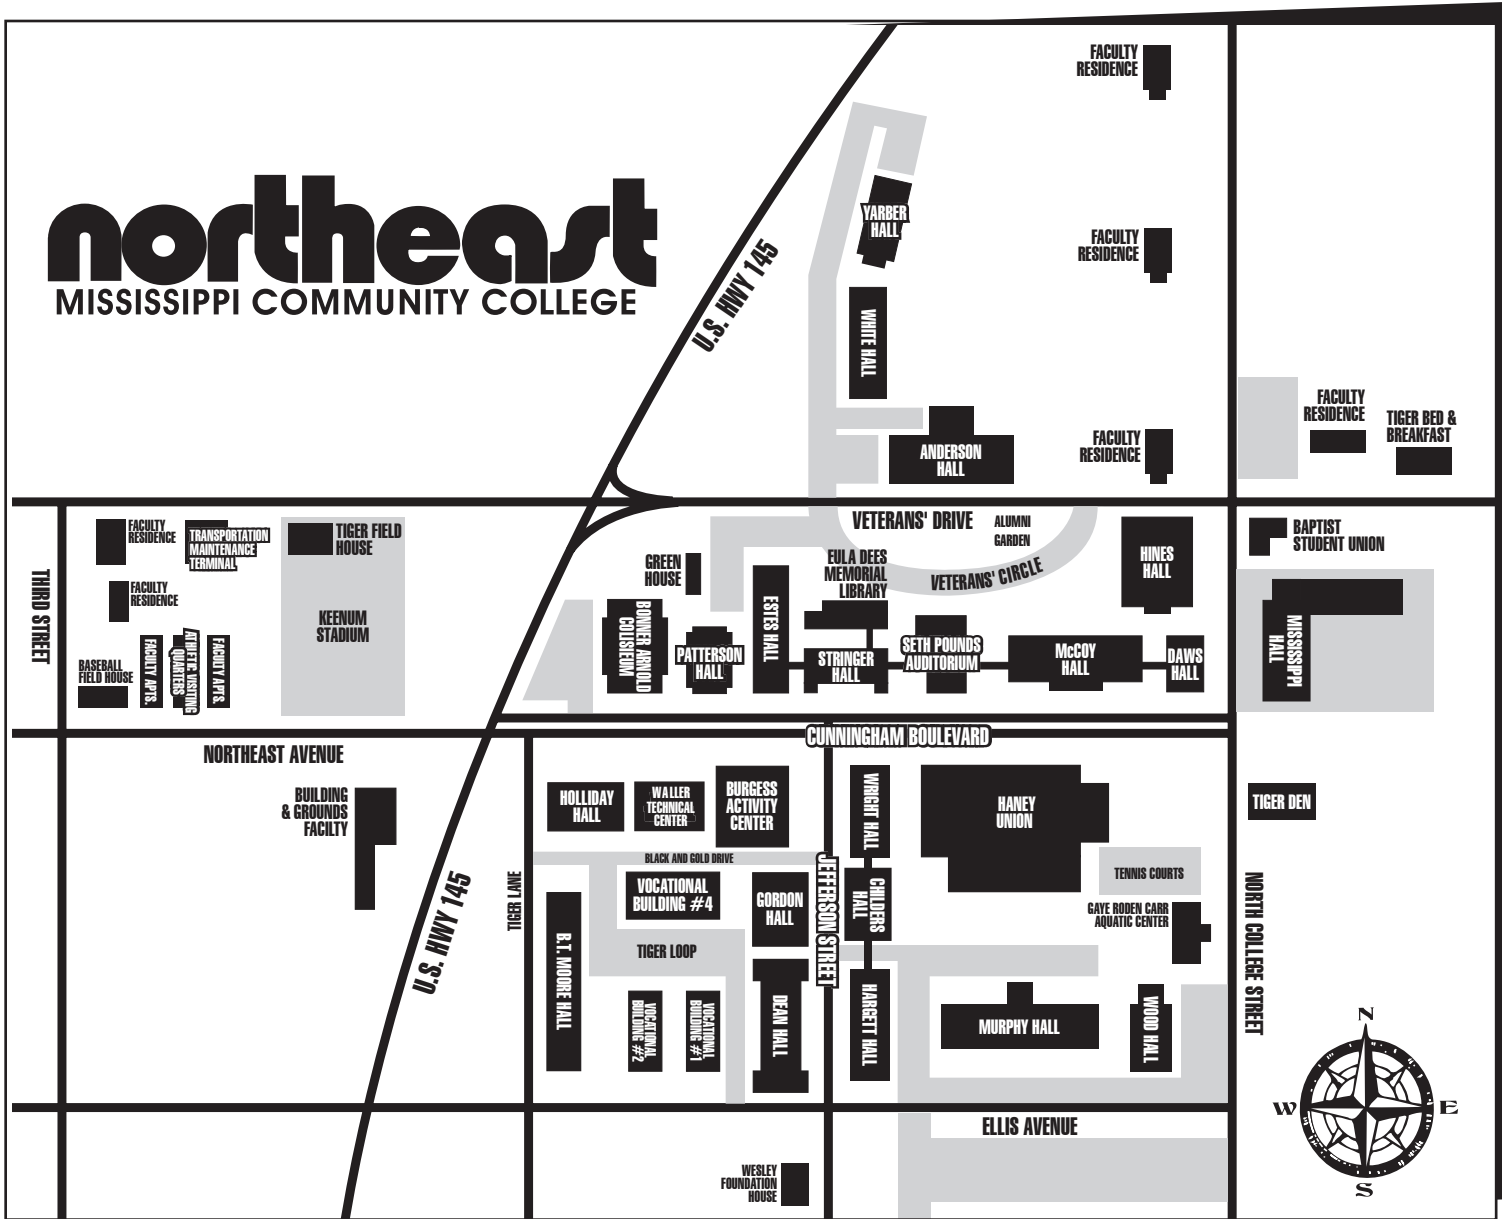 northeast
MISSISSIPPI COMMUNITY COLLEGE
U.S. HWY 145
FACULTY
RESIDENCE
YARBER
HALL
FACULTY
RESIDENCE
WHITE HALL
ANDERSON
HALL
FACULTY
RESIDENCE
FACULTY
RESIDENCE
TIGER BED &
BREAKFAST
THIRD STREET
FACULTY
RESIDENCE
TRANSPORTATION
MAINTENANCE
TERMINAL
TIGER FIELD
HOUSE
FACULTY
RESIDENCE
KEENUM
STADIUM
BASEBALL
FIELD HOUSE
FACULTY APTS.
ATHLETIC VISITING
QUARTERS
FACULY APTS.
VETERANS' DRIVE
ALUMNI
GARDEN
VETERANS' CIRCLE
GREEN
HOUSE
BONNER ARNOLD
COLISIEUM
PATTERSON
HALL
ESTES HALL
EULA DEES
MEMORIAL
LIBRARY
STRINGER
HALL
SETH POUNDS
AUDITORIUM
McCOY
HALL
HINES
HALL
DAWS
HALL
BAPTIST
STUDENT UNION
MISSISSIPPI
HALL
CUNNINGHAM BOULEVARD
NORTHEAST AVENUE
BUILDING
& GROUNDS
FACILTY
U.S. HWY 145
TIGER LANE
HOLLIDAY
HALL
WALLER
TECHNICAL
CENTER
BURGESS
ACTIVITY
CENTER
BLACK AND GOLD DRIVE
VOCATIONAL
BUILDING #4
GORDON
HALL
B.T. MOORE HALL
TIGER LOOP
VOCATIONAL
BUILDING #2
VOCATIONAL
BUILDING #1
DEAN HALL
JEFFERSON STREET
WRIGHT HALL
CHILDERS
HALL
HARGETT HALL
HANEY
UNION
TENNIS COURTS
GAYE RODEN CARR
AQUATIC CENTER
MURPHY HALL
WOOD HALL
TIGER DEN
NORTH COLLEGE STREET
ELLIS AVENUE
WESLEY
FOUNDATION
HOUSE
N
W
E
S